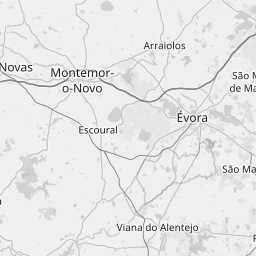 Arraiolos
Novas
Montemor-
o-Novo
São M
de Ma
Évora
Escoural
São Ma
Viana do Alentejo